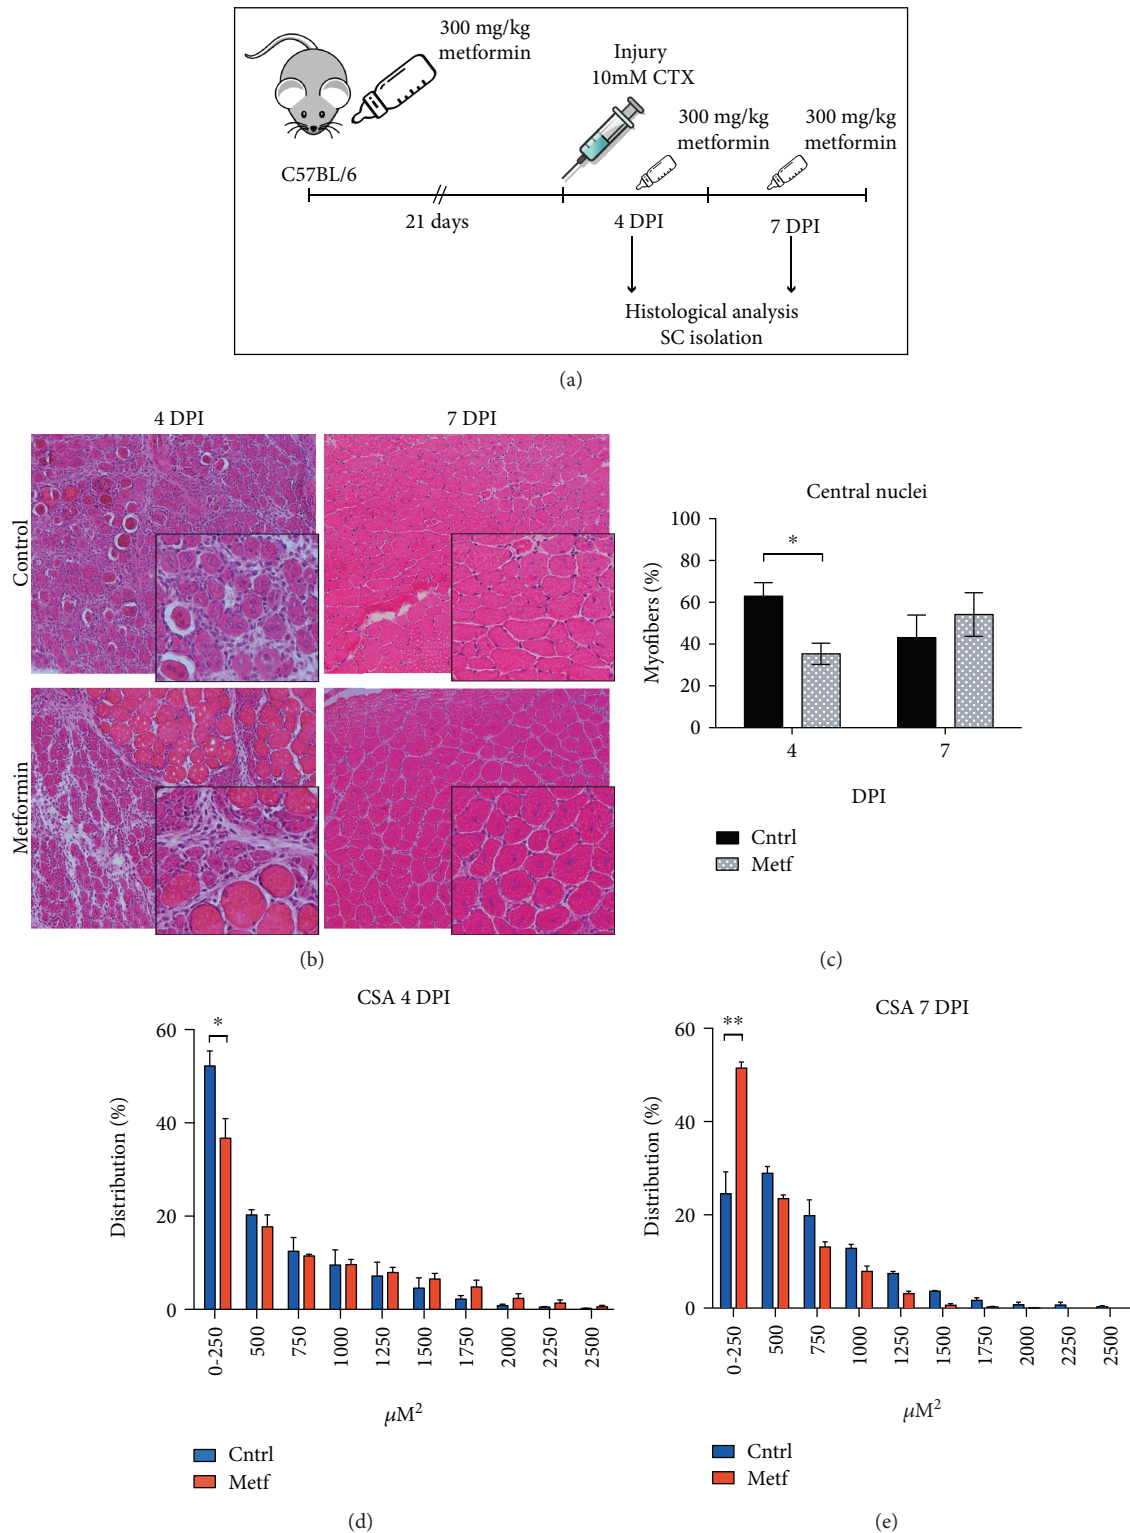 300 mg/kg
metformin
Injury
10mM CTX
300 mg/kg
metformin
300 mg/kg
metformin
C57BL/6
21 days
4 DPI
7 DPI
Histological analysis
SC isolation
(a)
4 DPI
7 DPI
Control
Metformin
(b)
Central nuclei
100
80
60
40
20
0
Myofibers (%)
*
4
7
DPI
Cntrl
Metf
(c)
CSA 4 DPI
60
40
20
0
Distribution (%)
*
0-250
500
750
1000
1250
1500
1750
2000
2250
2500
μM²
Cntrl
Metf
(d)
CSA 7 DPI
60
40
20
0
Distribution (%)
**
0-250
500
750
1000
1250
1500
1750
2000
2250
2500
μM²
Cntrl
Metf
(e)